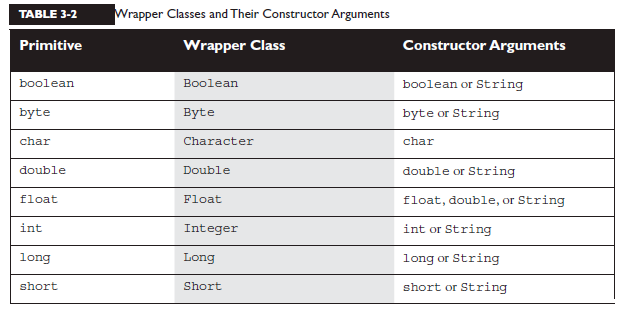 TABLE 3-2 Wrapper Classes and Their Constructor Arguments
Primitive Wrapper Class Constructor Arguments
boolean Boolean boolean or String
byte Byte byte or String
char Character char
double Double double or String
float Float float, double, or String
int Integer int or String
long Long long or String
short Short short or String